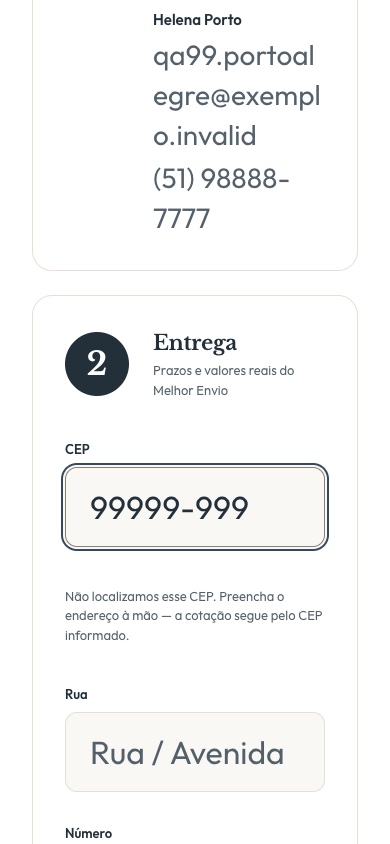 Helena Porto
qa99.portoal
egre@exempl
o.invalid
(51) 98888-
7777
2
Entrega
Prazos e valores reais do
Melhor Envio
CEP
99999-999
Não localizamos esse CEP. Preencha o
endereço à mão — a cotação segue pelo CEP
informado.
Rua
Rua / Avenida
Número